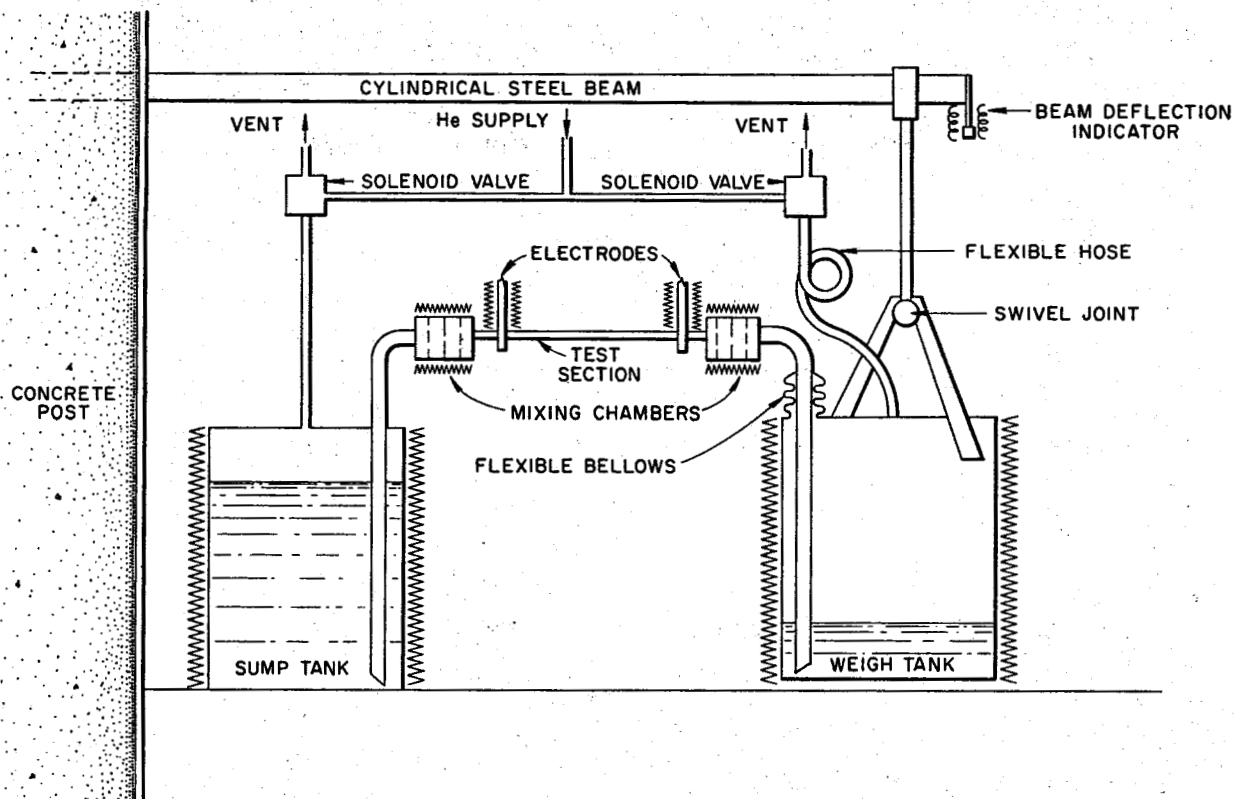 CYLINDRICAL STEEL BEAM
BEAM DEFLECTION
INDICATOR
VENT
He SUPPLY
VENT
SOLENOID VALVE
SOLENOID VALVE
ELECTRODES
FLEXIBLE HOSE
SWIVEL JOINT
TEST
SECTION
CONCRETE
POST
MIXING CHAMBERS
FLEXIBLE BELLOWS
SUMP TANK
WEIGH TANK